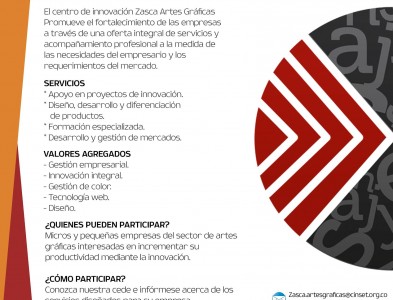 El centro de innovación Zasca Artes Gráficas
Promueve el fortalecimiento de las empresas
a través de una oferta integral de servicios y
acompañamiento profesional a la medida de
las necesidades del empresario y los
requerimientos del mercado.
SERVICIOS
* Apoyo en proyectos de innovación.
* Diseño, desarrollo y diferenciación
de productos.
* Formación especializada.
* Desarrollo y gestión de mercados.
VALORES AGREGADOS
- Gestión empresarial.
- Innovación integral.
- Gestión de color.
- Tecnología web.
- Diseño.
¿QUIENES PUEDEN PARTICIPAR?
Micros y pequeñas empresas del sector de artes
gráficas interesadas en incrementar su
productividad mediante la innovación.
¿CÓMO PARTICIPAR?
Conozca nuestra cede e infórmese acerca de los
servicios diseñados para su empresa
Zasca.artesgraficas@cinset.org.co